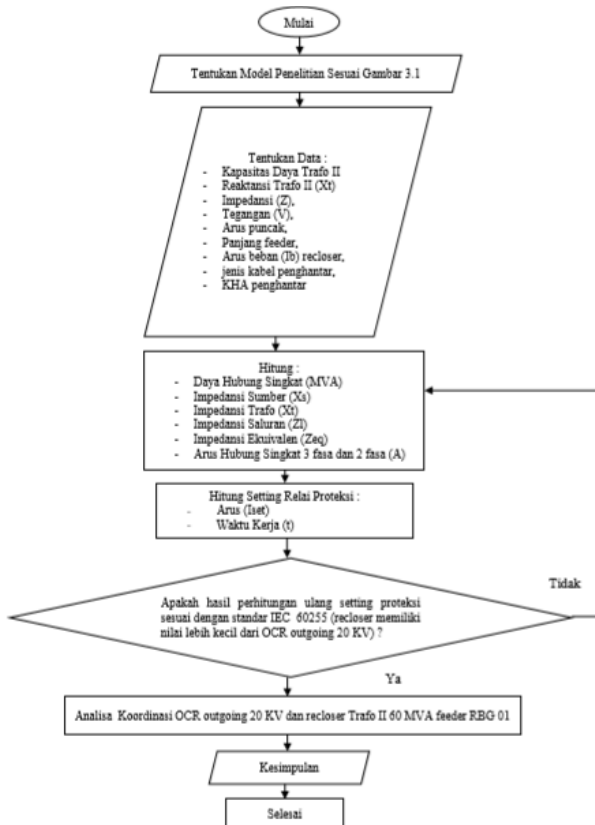 Mulai
Tentukan Model Penelitian Sesuai Gambar 3.1
Tentukan Data :
- Kapasitas Daya Trafo II
- Reaktansi Trafo II (Xt)
- Impedansi (Z),
- Tegangan (V),
- Arus puncak,
- Panjang feeder,
- Arus beban (Ib) recloser,
- jenis kabel penghantar,
- KHA penghantar
Hitung :
- Daya Hubung Singkat (MVA)
- Impedansi Sumber (Xs)
- Impedansi Trafo (Xt)
- Impedansi Saluran (Zl)
- Impedansi Ekuivalen (Zeq)
- Arus Hubung Singkat 3 fasa dan 2 fasa (A)
Hitung Setting Relai Proteksi :
- Arus (Iset)
- Waktu Kerja (t)
Apakah hasil perhitungan ulang setting proteksi
sesuai dengan standar IEC 60255 (recloser memiliki
nilai lebih kecil dari OCR outgoing 20 KV) ?
Tidak
Ya
Analisa Koordinasi OCR outgoing 20 KV dan recloser Trafo II 60 MVA feeder RBG 01
Kesimpulan
Selesai